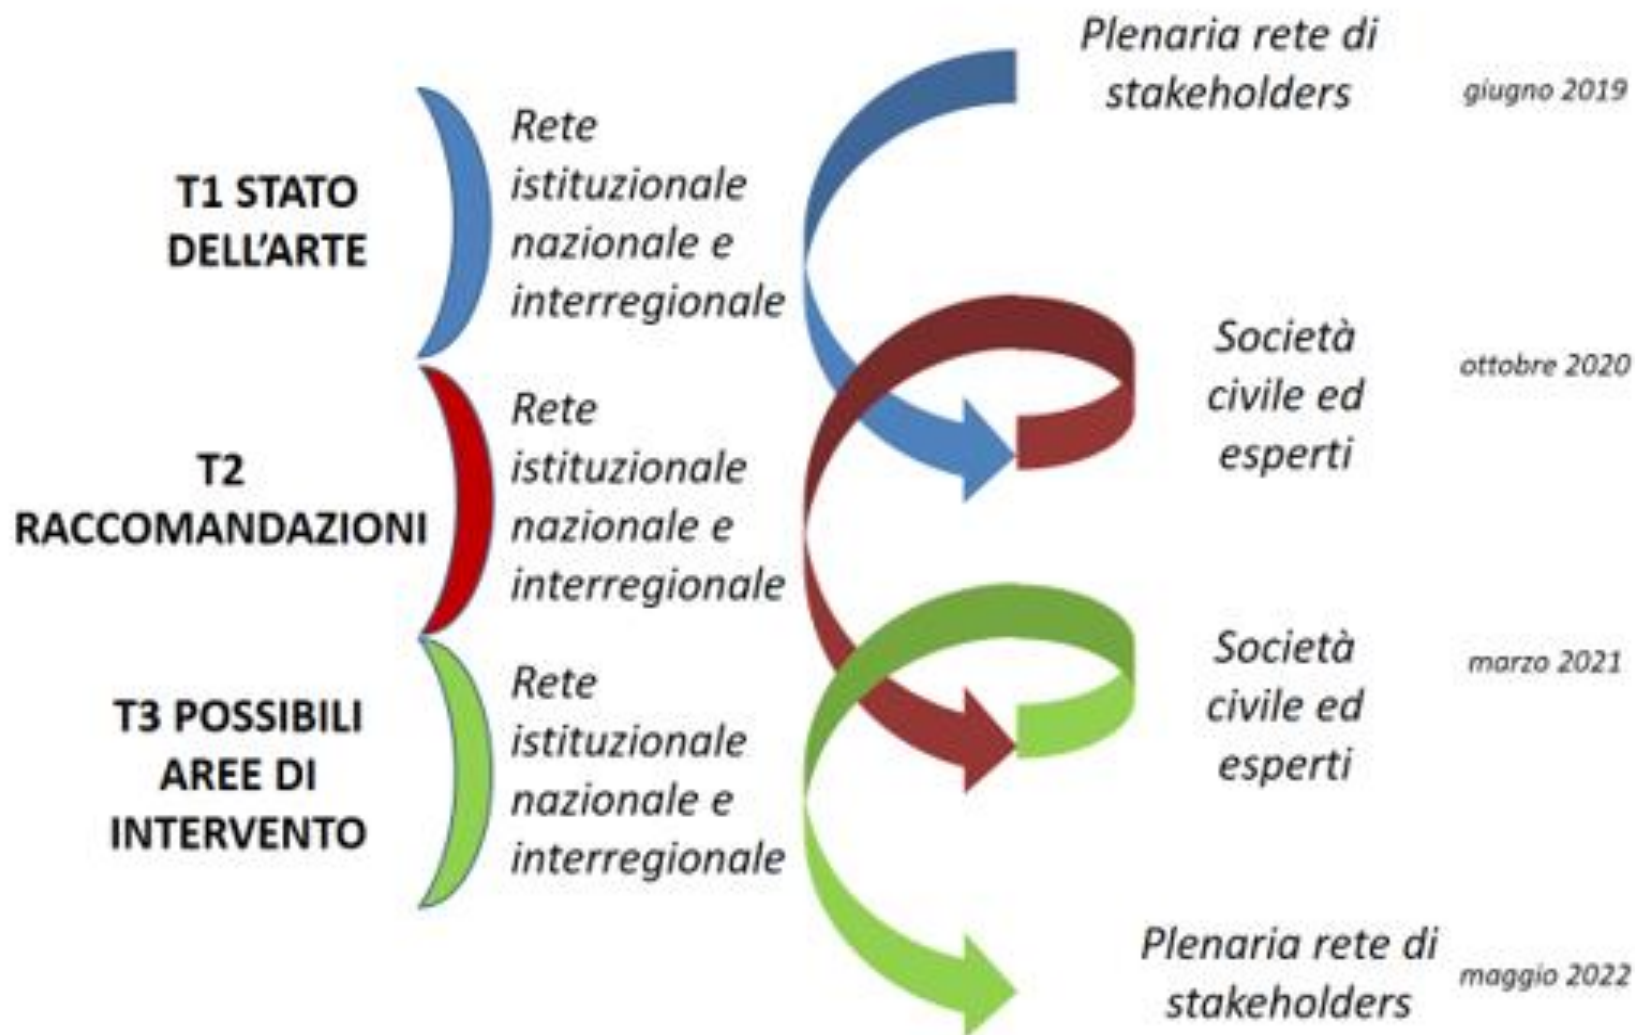 Plenaria rete di
stakeholders
giugno 2019
T1 STATO
DELL'ARTE
Rete
istituzionale
nazionale e
interregionale
Società
civile ed
esperti
ottobre 2020
T2
RACCOMANDAZIONI
Rete
istituzionale
nazionale e
interregionale
Società
civile ed
esperti
marzo 2021
T3 POSSIBILI
AREE DI
INTERVENTO
Rete
istituzionale
nazionale e
interregionale
Plenaria rete di
stakeholders
maggio 2022